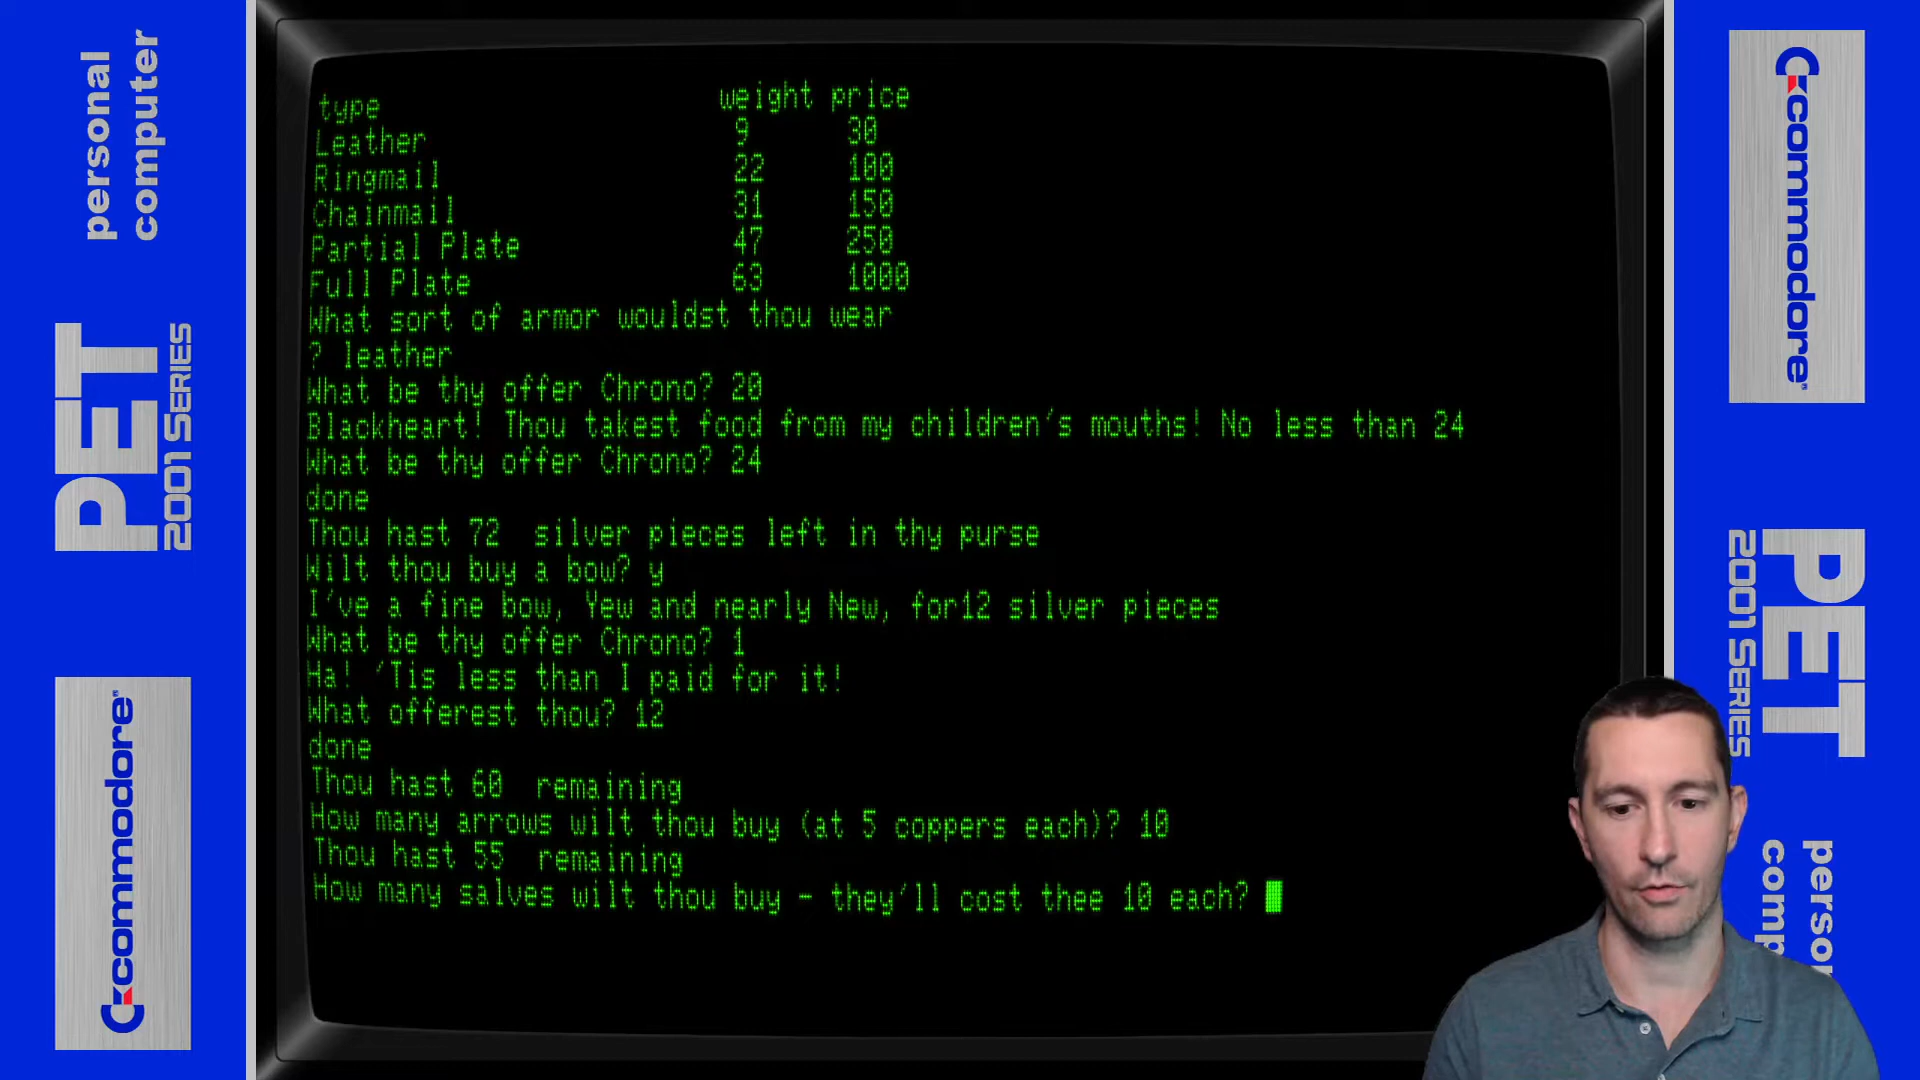 personal
computer
PET
2001 SERIES
commodore®
type weight price
Leather 9 30
Ringmail 22 100
Chainmail 31 150
Partial Plate 47 250
Full Plate 63 1000
What sort of armor wouldst thou wear
? leather
What be thy offer Chrono? 20
Blackheart! Thou takest food from my children's mouths! No less than 24
What be thy offer Chrono? 24
done
Thou hast 72 silver pieces left in thy purse
Wilt thou buy a bow? y
I've a fine bow, Yew and nearly New, for12 silver pieces
What be thy offer Chrono? 1
Ha! 'Tis less than I paid for it!
What offerest thou? 12
done
Thou hast 60 remaining
How many arrows wilt thou buy (at 5 coppers each)? 10
Thou hast 55 remaining
How many salves wilt thou buy - they'll cost thee 10 each?
commodore®
PET
2001 SERIES
person
comp